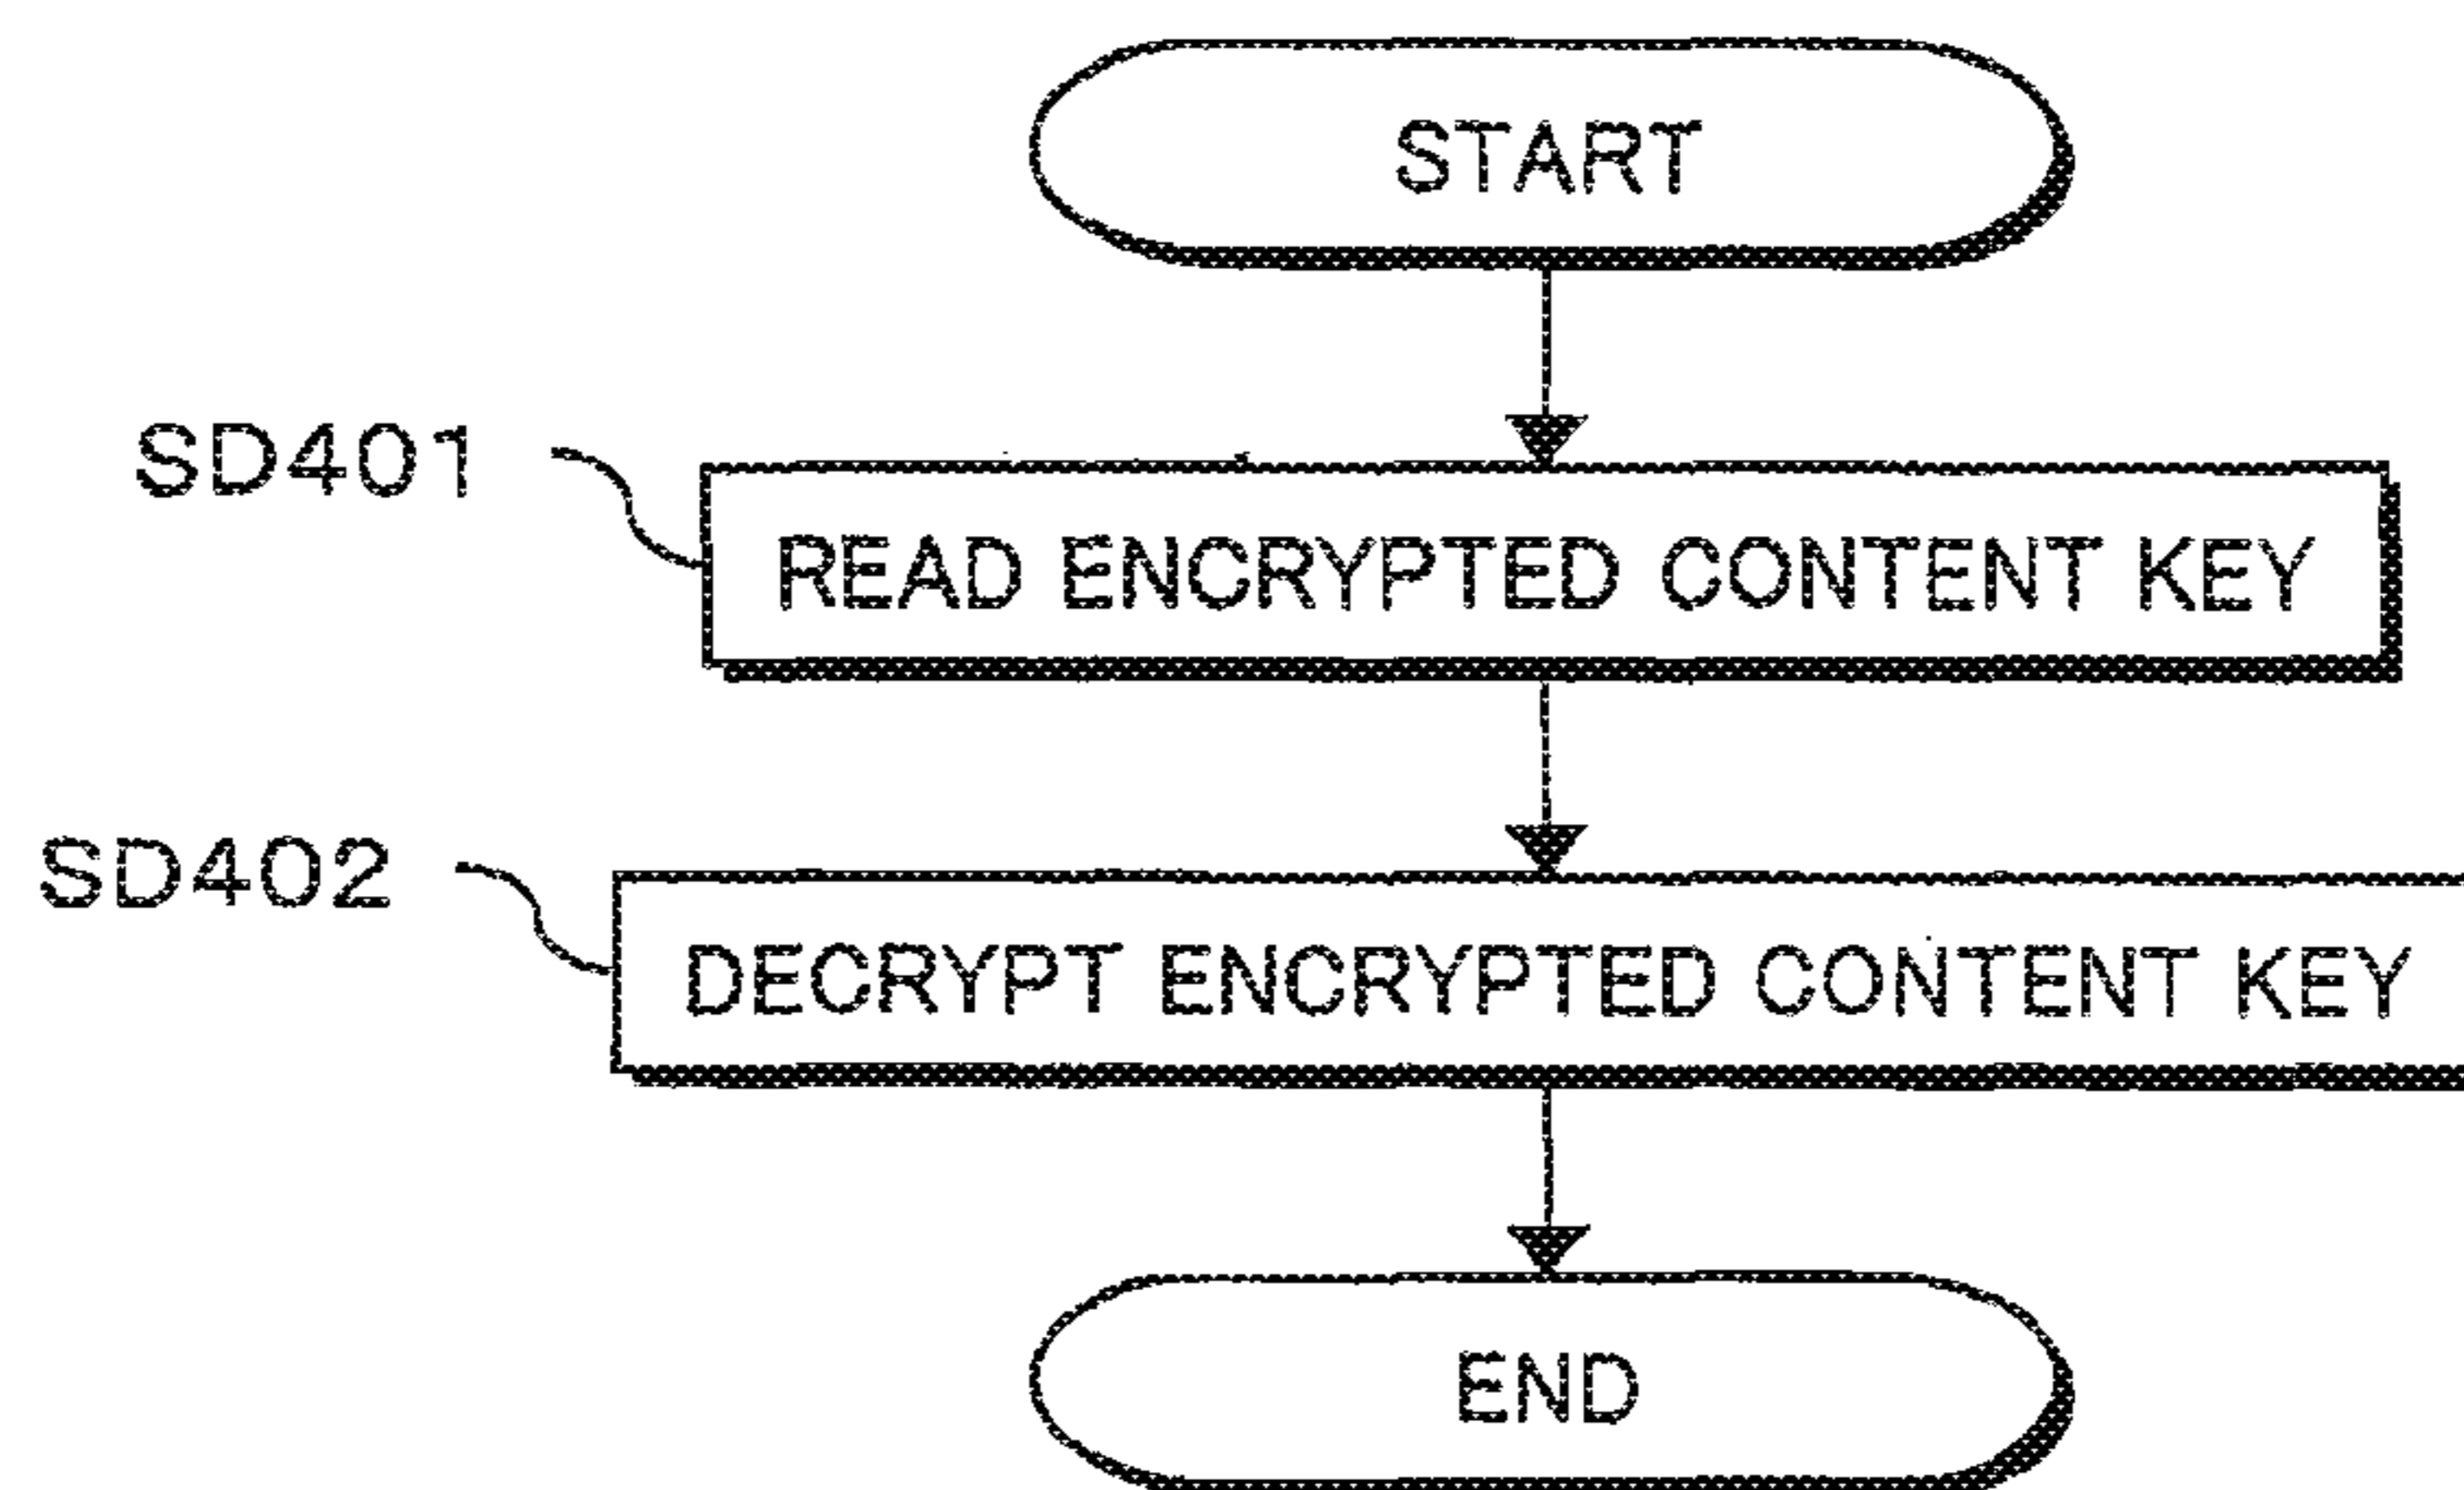 START
SD401
READ ENCRYPTED CONTENT KEY
SD402
DECRYPT ENCRYPTED CONTENT KEY
END